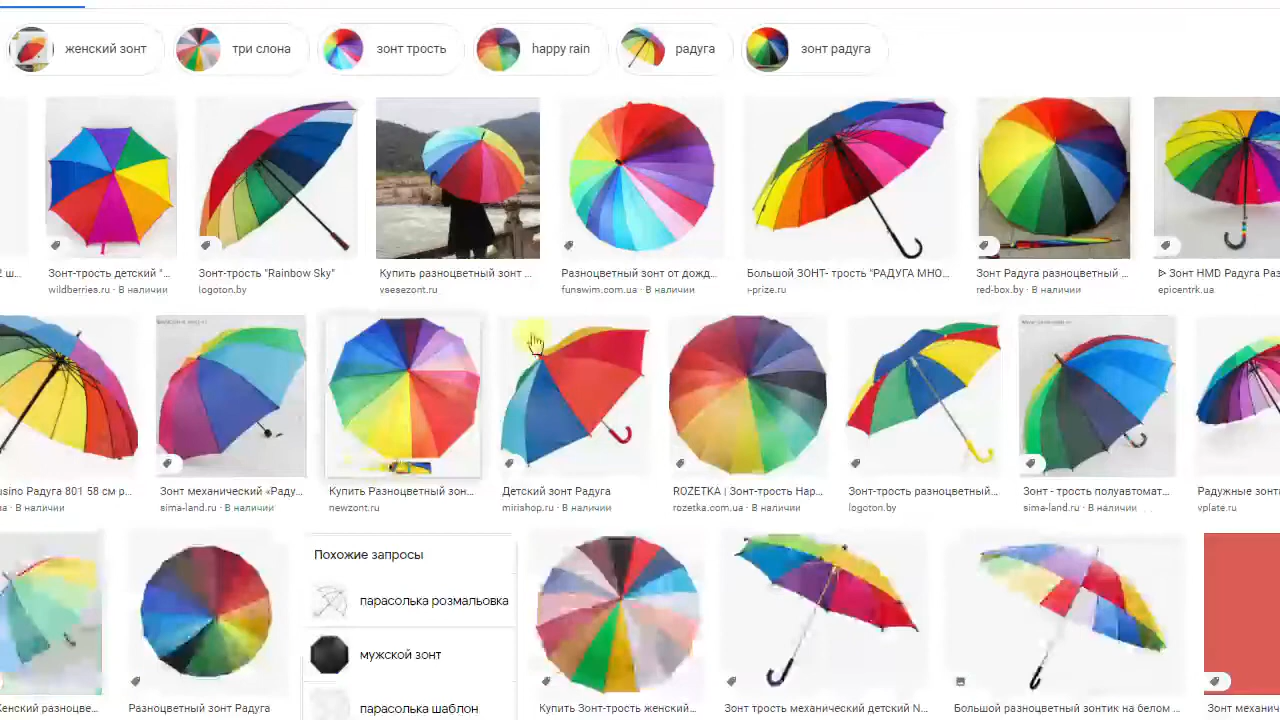 женский зонт
три слона
зонт трость
happy rain
радуга
зонт радуга
2 ш...
Зонт-трость детский "...
wildberries.ru · В наличии
Зонт-трость "Rainbow Sky"
logoton.by
Купить разноцветный зонт ...
vsesezont.ru
Разноцветный зонт от дожд...
funswim.com.ua · В наличии
Большой ЗОНТ- трость "РАДУГА МНО...
i-prize.ru
Зонт Радуга разноцветный ...
red-box.by · В наличии
ᐉ Зонт HMD Радуга Раз
epicentrk.ua
usino Радуга 801 58 см р...
ua · В наличии
Зонт механический «Раду...
sima-land.ru · В наличии
Купить Разноцветный зон...
newzont.ru
Детский зонт Радуга
mirishop.ru · В наличии
ROZETKA | Зонт-трость Hap...
rozetka.com.ua · В наличии
Зонт-трость разноцветный...
logoton.by
Зонт - трость полуавтомат...
sima-land.ru · В наличии
Радужные зонт
vplate.ru
Похожие запросы
парасолька розмальовка
мужской зонт
парасолька шаблон
Женский разноцве...
Разноцветный зонт Радуга
Купить Зонт-трость женский...
Зонт трость механический детский N...
Большой разноцветный зонтик на белом ...
Зонт механич